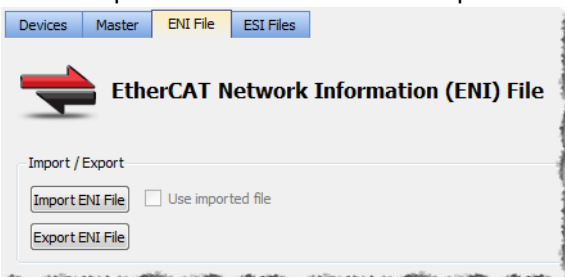 Devices Master ENI File ESI Files
EtherCAT Network Information (ENI) File
Import / Export
Import ENI File Use imported file
Export ENI File